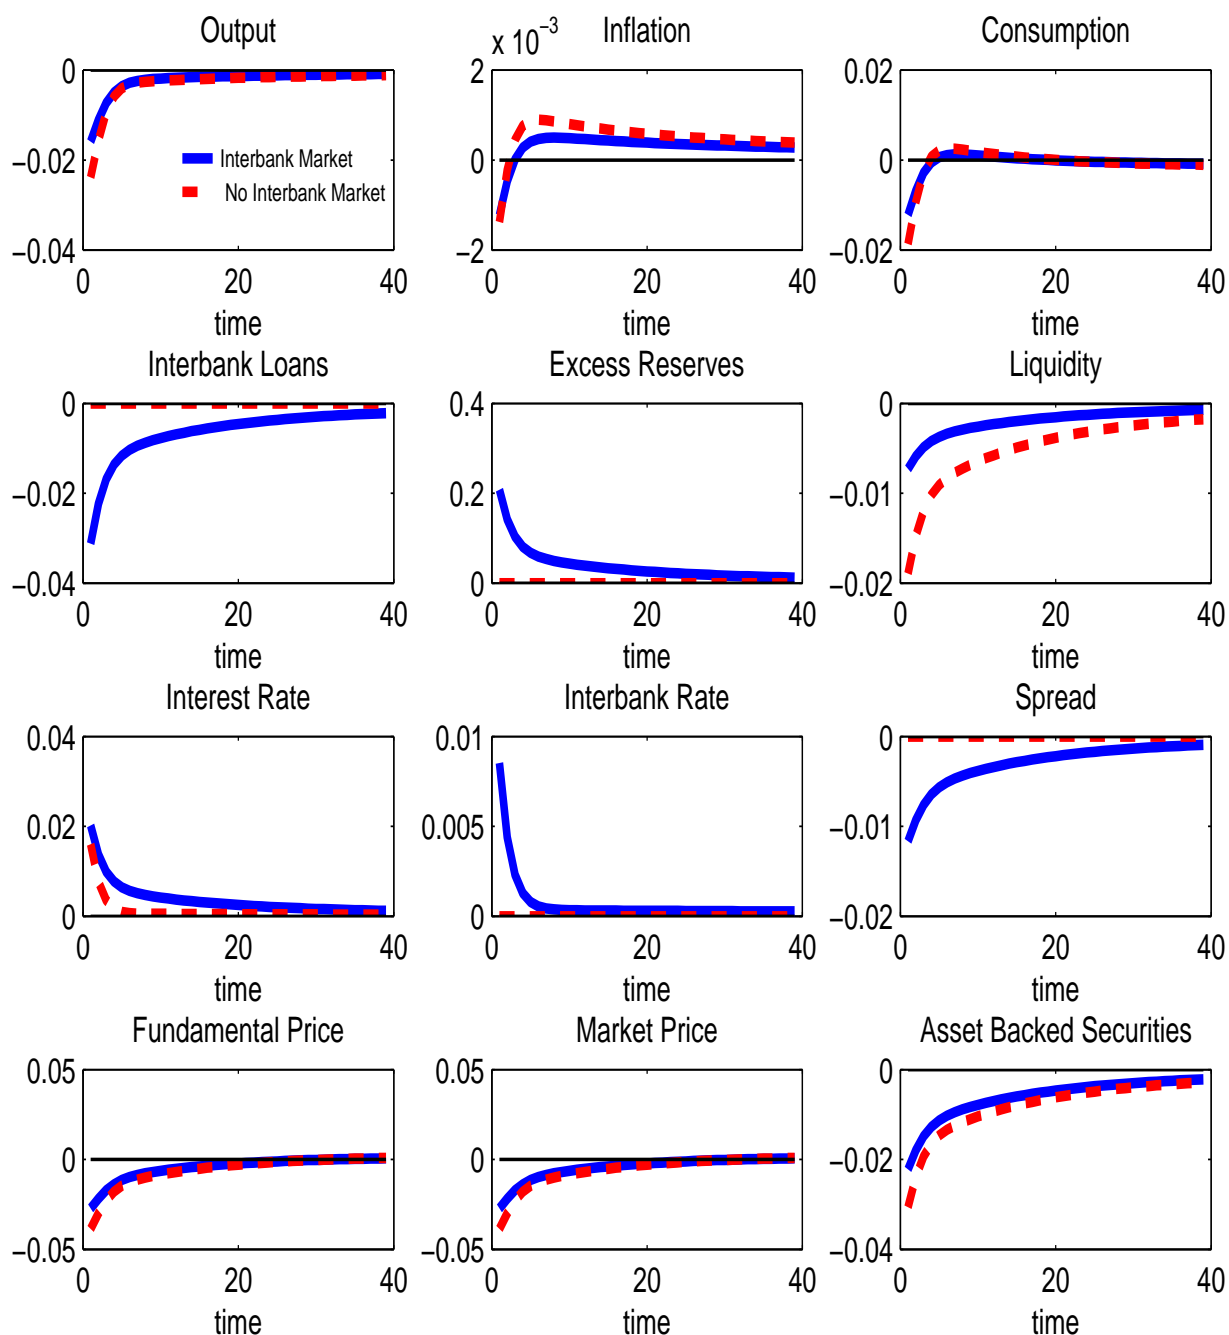 Output
0
−0.02
−0.04
0
20
40
time
Interbank Market
No Interbank Market
Inflation
x 10−3
2
0
−2
0
20
40
time
Consumption
0.02
0
−0.02
0
20
40
time
Interbank Loans
0
−0.02
−0.04
0
20
40
time
Excess Reserves
0.4
0.2
0
0
20
40
time
Liquidity
0
−0.01
−0.02
0
20
40
time
Interest Rate
0.04
0.02
0
0
20
40
time
Interbank Rate
0.01
0.005
0
0
20
40
time
Spread
0
−0.01
−0.02
0
20
40
time
Fundamental Price
0.05
0
−0.05
0
20
40
time
Market Price
0.05
0
−0.05
0
20
40
time
Asset Backed Securities
0
−0.02
−0.04
0
20
40
time